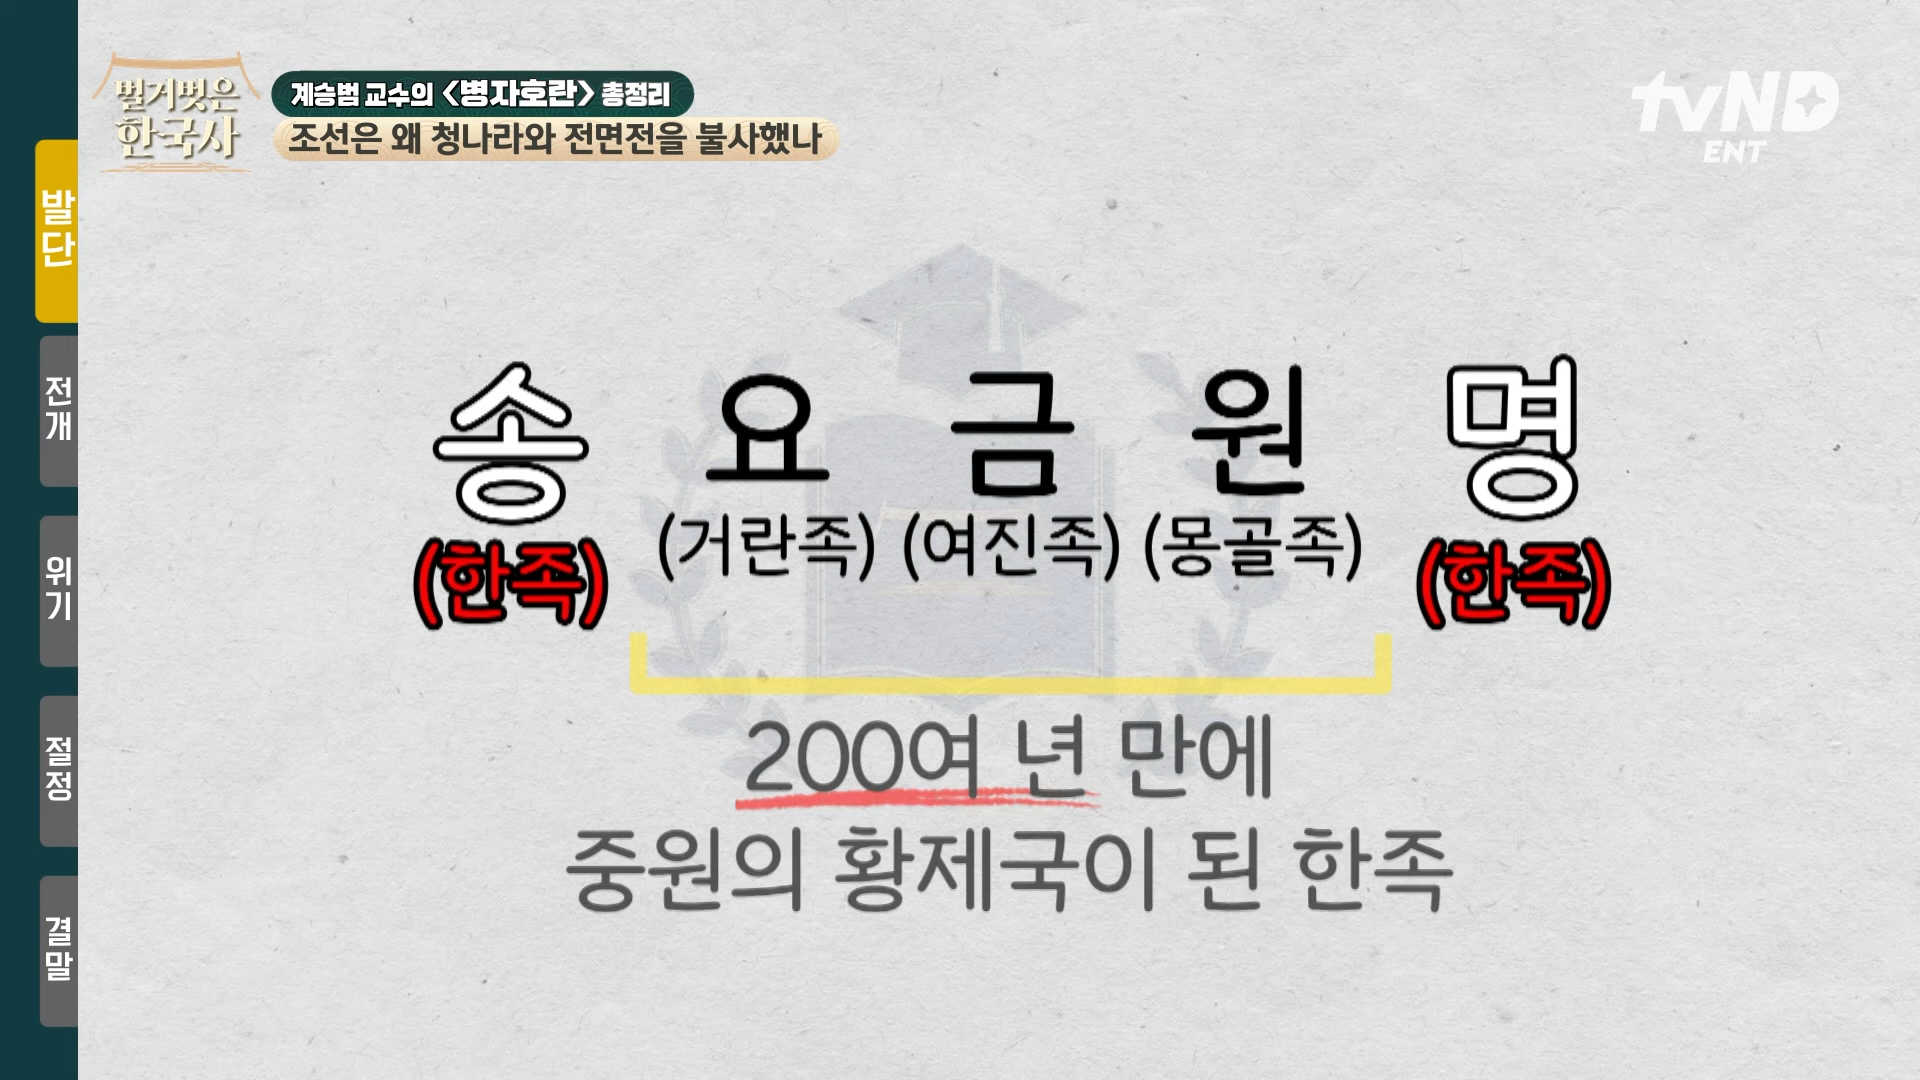 벌거벗은
한국사
계승범 교수의 <병자호란> 총정리
조선은 왜 청나라와 전면전을 불사했나
tvND
ENT
발단
전개
위기
절정
결말
송 요 금 원 명
(한족) (거란족) (여진족) (몽골족) (한족)
200여 년 만에
중원의 황제국이 된 한족